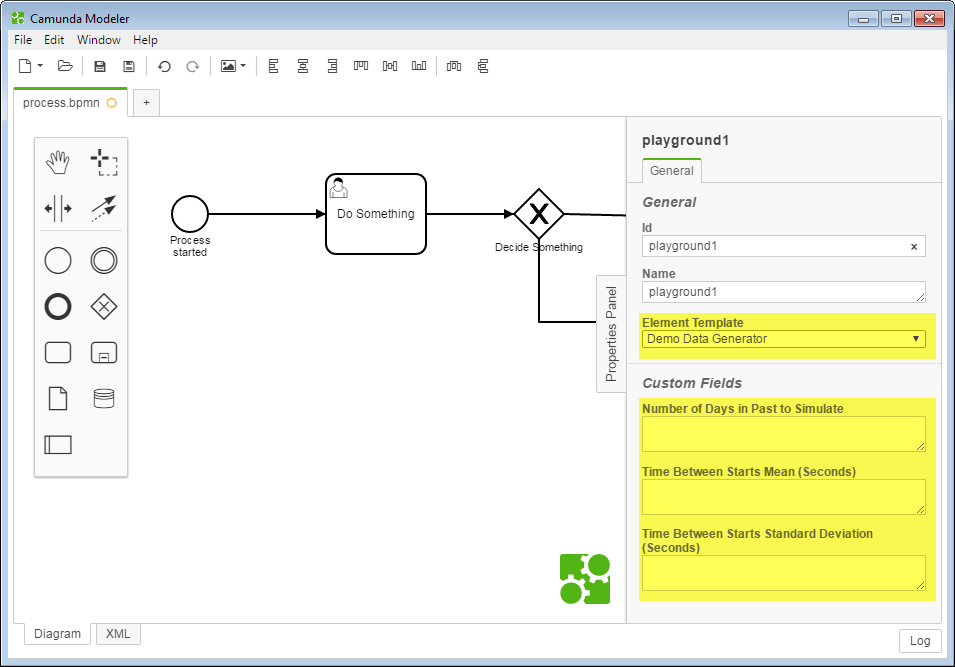 Camunda Modeler
File Edit Window Help
process.bpmn
+
Process
started
Do Something
Decide Something
Properties Panel
playground1
General
General
Id
playground1 ×
Name
playground1
Element Template
Demo Data Generator
Custom Fields
Number of Days in Past to Simulate
Time Between Starts Mean (Seconds)
Time Between Starts Standard Deviation
(Seconds)
Diagram XML
Log